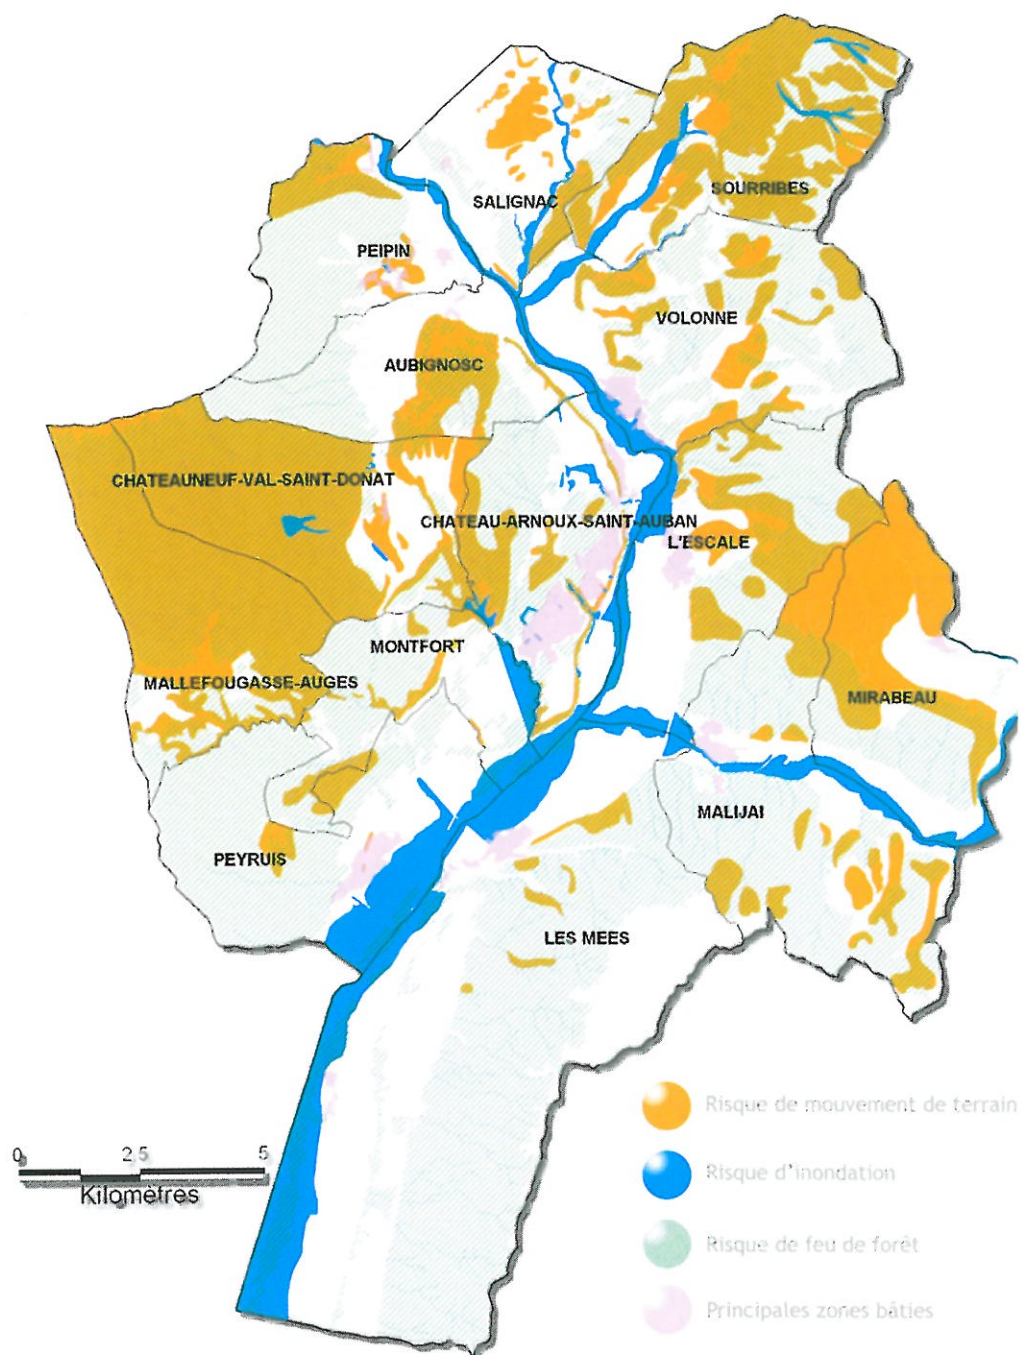 SALIGNAC
SOURRIBES
PEIPIN
VOLONNE
AUBIGNOSC
CHATEAUNEUF-VAL-SAINT-DONAT
CHATEAU-ARNOUX-SAINT-AUBAN
L'ESCALE
MONTFORT
MALLEFOUGASSE-AUGES
MIRABEAU
MALIJAI
PEYRUIS
LES MEES
Risque de mouvement de terrain
0 2,5 5
Kilomètres
Risque d'inondation
Risque de feu de forêt
Principales zones bâties